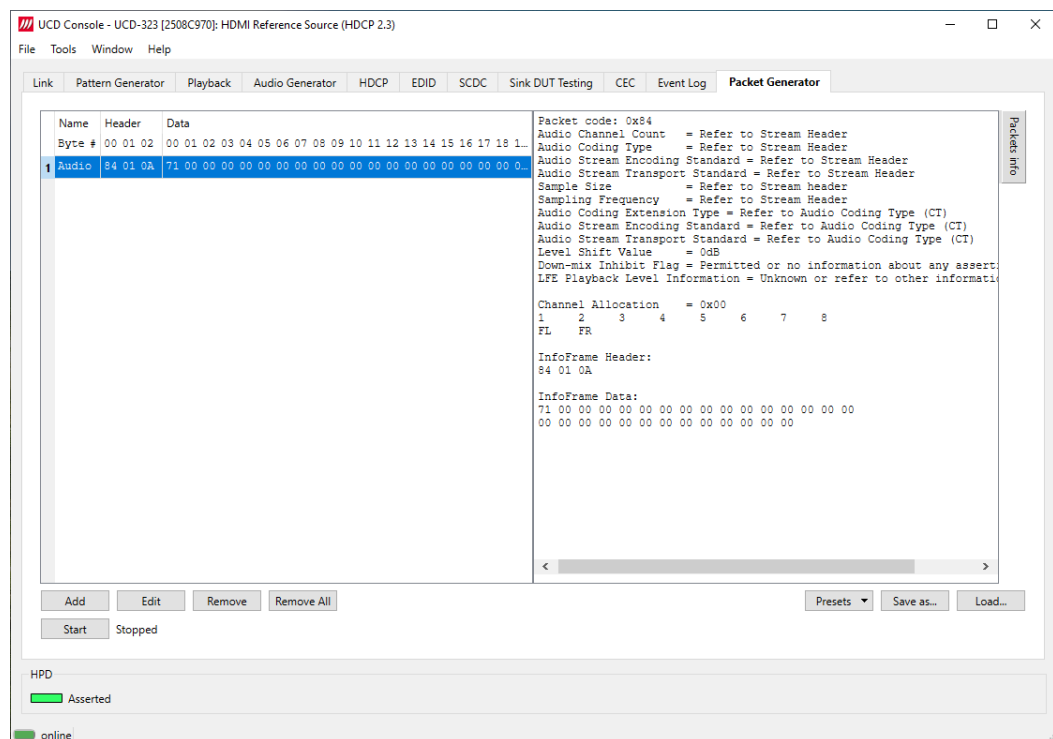 UCD Console - UCD-323 [2508C970]: HDMI Reference Source (HDCP 2.3)
File Tools Window Help
Link Pattern Generator Playback Audio Generator HDCP EDID SCDC Sink DUT Testing CEC Event Log Packet Generator
Name Header Data
Byte # 00 01 02 00 01 02 03 04 05 06 07 08 09 10 11 12 13 14 15 16 17 18 1...
1 Audio 84 01 0A 71 00 00 00 00 00 00 00 00 00 00 00 00 00 00 00 00 00 00 0...
Packet code: 0x84
Audio Channel Count = Refer to Stream Header
Audio Coding Type = Refer to Stream Header
Audio Stream Encoding Standard = Refer to Stream Header
Audio Stream Transport Standard = Refer to Stream Header
Sample Size = Refer to Stream header
Sampling Frequency = Refer to Stream Header
Audio Coding Extension Type = Refer to Audio Coding Type (CT)
Audio Stream Encoding Standard = Refer to Audio Coding Type (CT)
Audio Stream Transport Standard = Refer to Audio Coding Type (CT)
Level Shift Value = 0dB
Down-mix Inhibit Flag = Permitted or no information about any asserti
LFE Playback Level Information = Unknown or refer to other informatio
Channel Allocation = 0x00
1 2 3 4 5 6 7 8
FL FR
InfoFrame Header:
84 01 0A
InfoFrame Data:
71 00 00 00 00 00 00 00 00 00 00 00 00 00 00 00
00 00 00 00 00 00 00 00 00 00 00 00 00
Packets info
Add Edit Remove Remove All Presets Save as... Load...
Start Stopped
HPD
Asserted
online